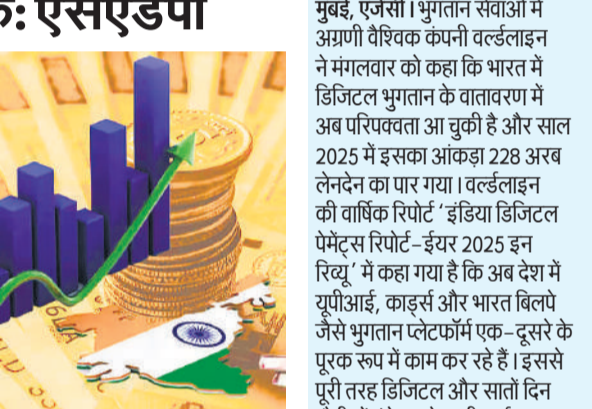 एसएडपी
मुंबई, एजेंसी। भुगतान सेवाओं में
अग्रणी वैश्विक कंपनी वर्ल्डलाइन
ने मंगलवार को कहा कि भारत में
डिजिटल भुगतान के वातावरण में
अब परिपक्वता आ चुकी है और साल
2025 में इसका आंकड़ा 228 अरब
लेनदेन का पार गया। वर्ल्डलाइन
की वार्षिक रिपोर्ट ‘इंडिया डिजिटल
पेमेंट्स रिपोर्ट-ईयर 2025 इन
रिव्यू’ में कहा गया है कि अब देश में
यूपीआई, कार्ड्स और भारत बिलपे
जैसे भुगतान प्लेटफॉर्म एक-दूसरे के
पूरक रूप में काम कर रहे हैं। इससे
पूरी तरह डिजिटल और सातों दिन